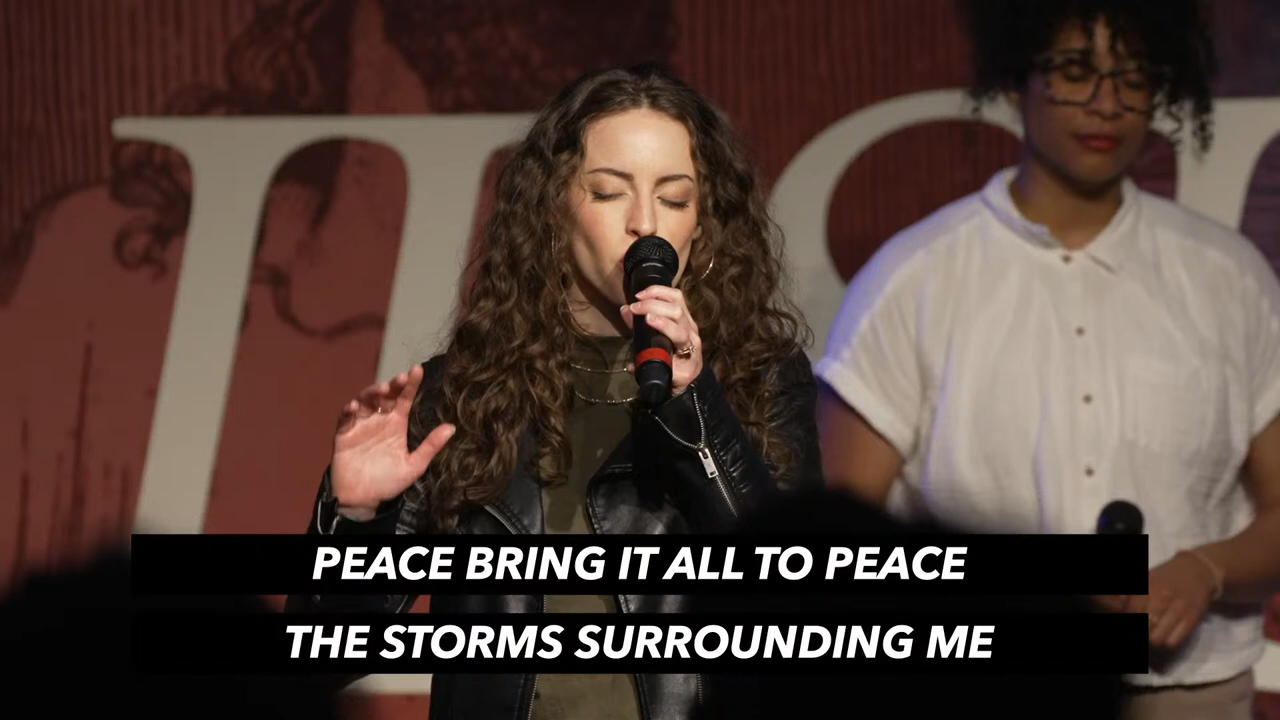 PEACE BRING IT ALL TO PEACE
THE STORMS SURROUNDING ME